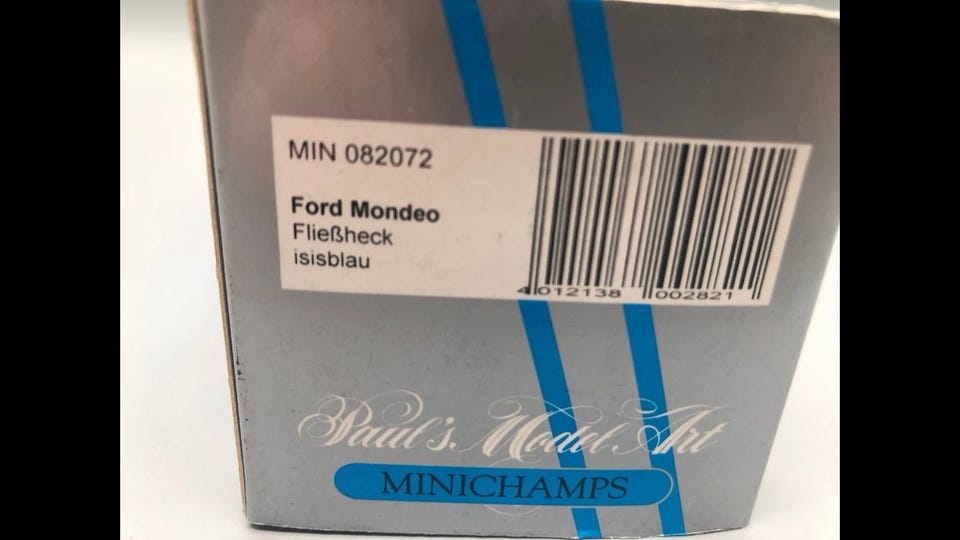 MIN 082072
Ford Mondeo
Fließheck
isisblau
4 012138 002821
Paul's Model Art
MINICHAMPS